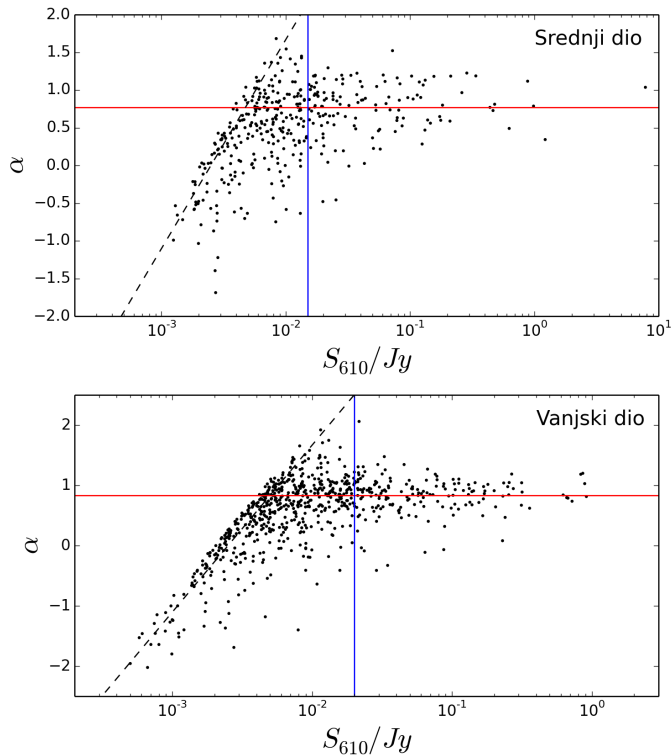 Srednji dio
2.0
1.5
1.0
0.5
0.0
−0.5
−1.0
−1.5
−2.0
α
10⁻³ 10⁻² 10⁻¹ 10⁰ 10¹
S₆₁₀/Jy
Vanjski dio
2
1
0
−1
−2
α
10⁻³ 10⁻² 10⁻¹ 10⁰
S₆₁₀/Jy